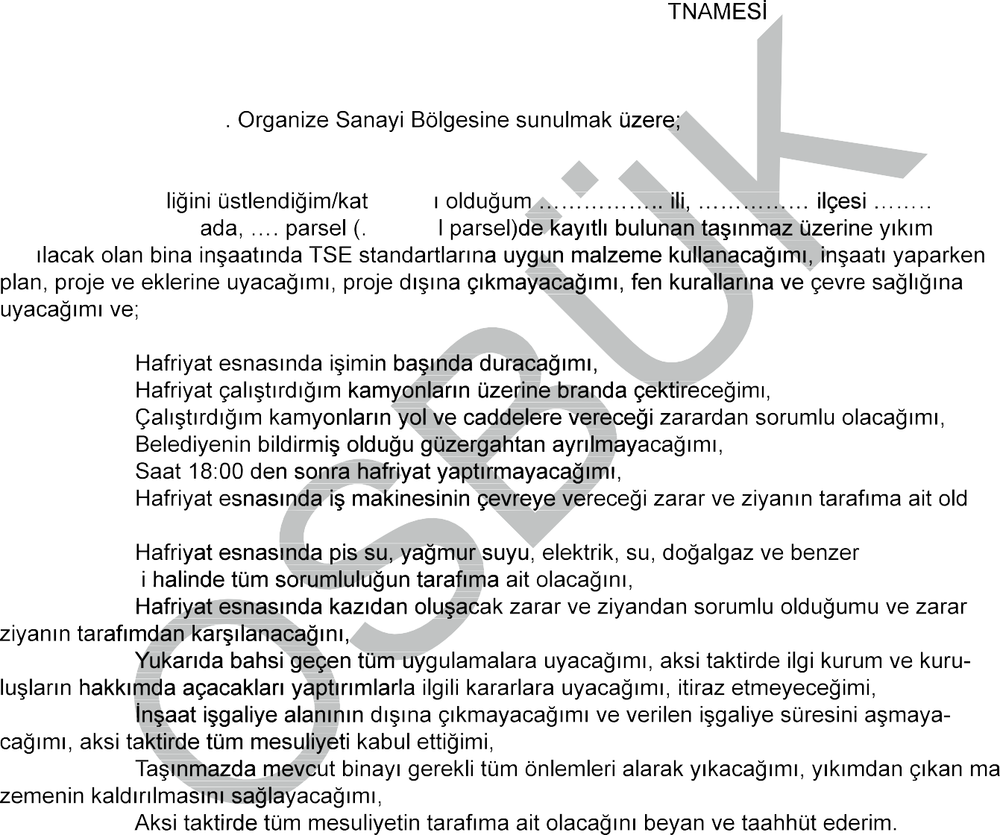 TNAMESİ
. Organize Sanayi Bölgesine sunulmak üzere;
liğini üstlendiğim/kat ı olduğum …………….. ili, …………… ilçesi ……..
ada, …. parsel (. l parsel)de kayıtlı bulunan taşınmaz üzerine yıkım
ılacak olan bina inşaatında TSE standartlarına uygun malzeme kullanacağımı, inşaatı yaparken
plan, proje ve eklerine uyacağımı, proje dışına çıkmayacağımı, fen kurallarına ve çevre sağlığına
uyacağımı ve;
Hafriyat esnasında işimin başında duracağımı,
Hafriyat çalıştırdığım kamyonların üzerine branda çektireceğimı,
Çalıştırdığım kamyonların yol ve caddelere vereceği zarardan sorumlu olacağımı,
Belediyenin bildirmiş olduğu güzergahtan ayrılmayacağımı,
Saat 18:00 den sonra hafriyat yaptırmayacağımı,
Hafriyat esnasında iş makinesinin çevreye vereceği zarar ve ziyanın tarafıma ait old
Hafriyat esnasında pis su, yağmur suyu, elektrik, su, doğalgaz ve benzer
i halinde tüm sorumluluğun tarafıma ait olacağını,
Hafriyat esnasında kazıdan oluşacak zarar ve ziyandan sorumlu olduğumu ve zarar
ziyanın tarafımdan karşılanacağını,
Yukarıda bahsi geçen tüm uygulamalara uyacağımı, aksi taktirde ilgi kurum ve kuru-
luşların hakkımda açacakları yaptırımlarla ilgili kararlara uyacağımı, itiraz etmeyeceğimi,
İnşaat işgaliye alanının dışına çıkmayacağımı ve verilen işgaliye süresini aşmaya-
cağımı, aksi taktirde tüm mesuliyeti kabul ettiğimi,
Taşınmazda mevcut binayı gerekli tüm önlemleri alarak yıkacağımı, yıkımdan çıkan ma
zemenin kaldırılmasını sağlayacağımı,
Aksi taktirde tüm mesuliyetin tarafıma ait olacağını beyan ve taahhüt ederim.
OSBÜK